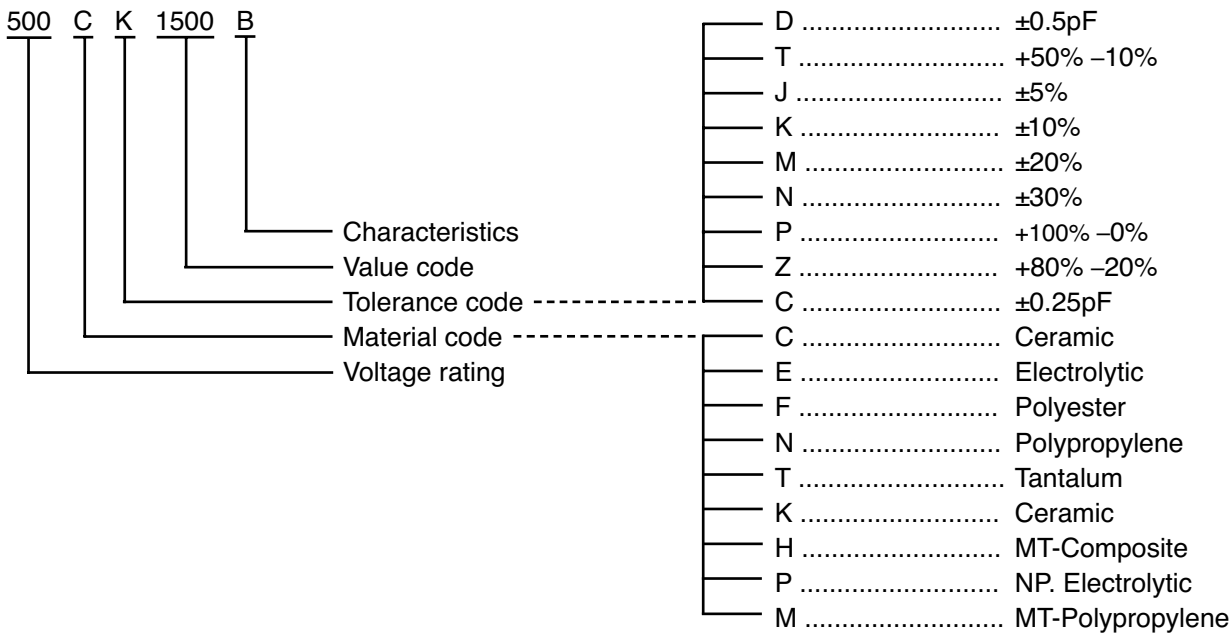 500 C K 1500 B
Characteristics
Value code
Tolerance code
Material code
Voltage rating
D ........................... ±0.5pF
T ............................ +50% –10%
J ............................ ±5%
K ........................... ±10%
M ........................... ±20%
N ........................... ±30%
P ........................... +100% –0%
Z ........................... +80% –20%
C ........................... ±0.25pF
C ........................... Ceramic
E ........................... Electrolytic
F ........................... Polyester
N ........................... Polypropylene
T ............................ Tantalum
K ........................... Ceramic
H ........................... MT-Composite
P ........................... NP. Electrolytic
M ........................... MT-Polypropylene